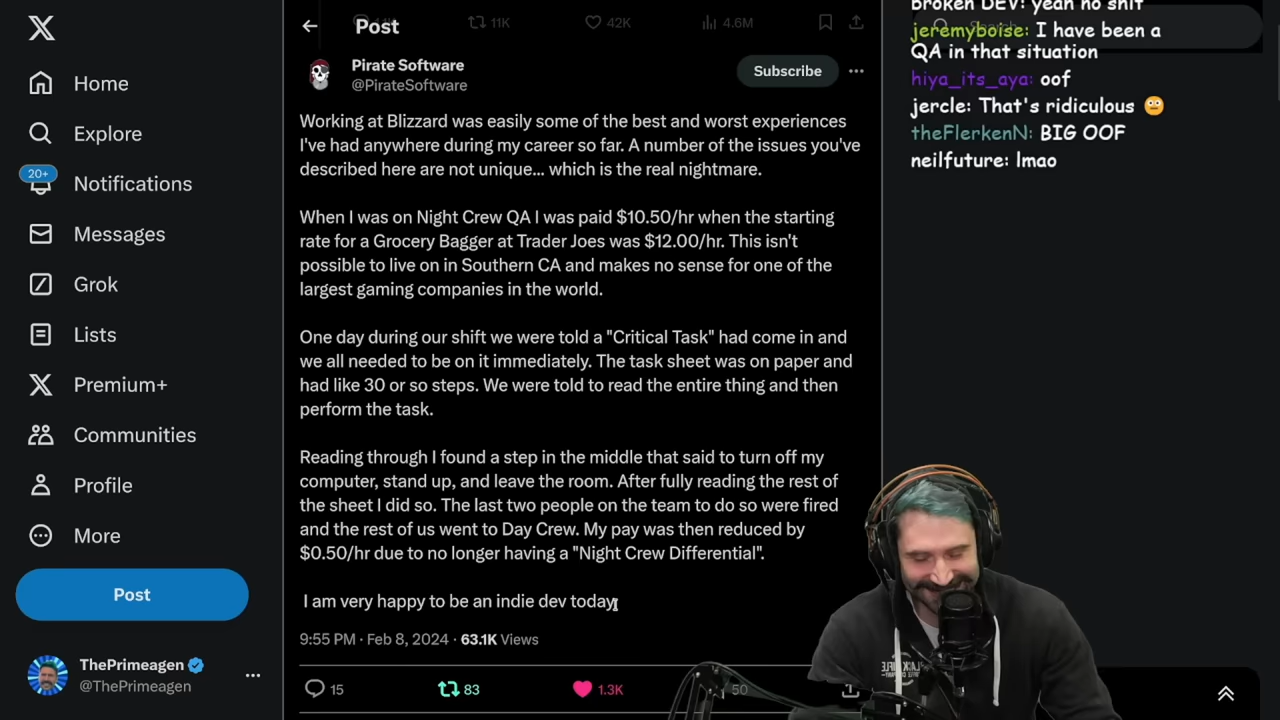 Home
Explore
20+
Notifications
Messages
Grok
Lists
Premium+
Communities
Profile
More
Post
ThePrimeagen
@ThePrimeagen
11K
42K
4.6M
Post
Pirate Software
@PirateSoftware
Subscribe
Working at Blizzard was easily some of the best and worst experiences
I've had anywhere during my career so far. A number of the issues you've
described here are not unique... which is the real nightmare.
When I was on Night Crew QA I was paid $10.50/hr when the starting
rate for a Grocery Bagger at Trader Joes was $12.00/hr. This isn't
possible to live on in Southern CA and makes no sense for one of the
largest gaming companies in the world.
One day during our shift we were told a "Critical Task" had come in and
we all needed to be on it immediately. The task sheet was on paper and
had like 30 or so steps. We were told to read the entire thing and then
perform the task.
Reading through I found a step in the middle that said to turn off my
computer, stand up, and leave the room. After fully reading the rest of
the sheet I did so. The last two people on the team to do so were fired
and the rest of us went to Day Crew. My pay was then reduced by
$0.50/hr due to no longer having a "Night Crew Differential".
I am very happy to be an indie dev today
9:55 PM · Feb 8, 2024 · 63.1K Views
15
83
1.3K
50
broken DEV: yeah no shit
jeremyboise: I have been a
QA in that situation
hiya_its_aya: oof
jercle: That's ridiculous
theFlerkenN: BIG OOF
neilfuture: lmao